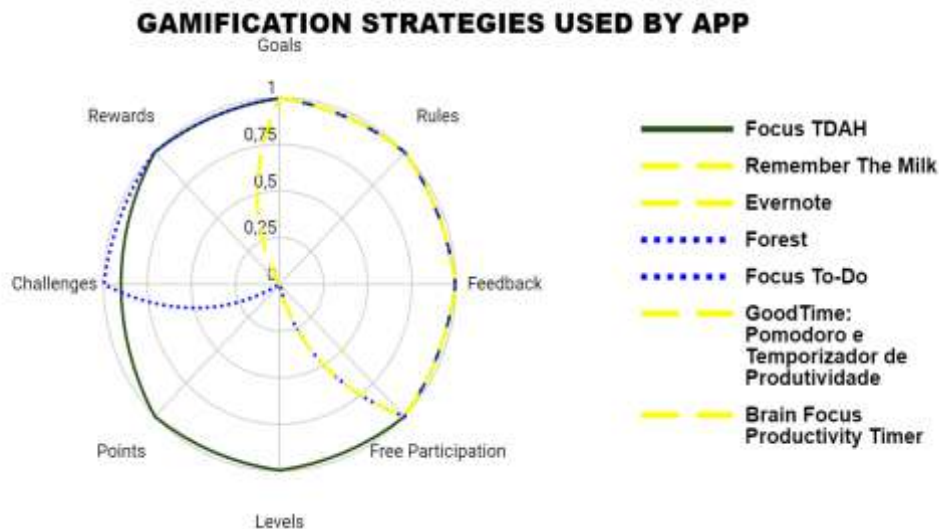 GAMIFICATION STRATEGIES USED BY APP
Goals
Rules
Feedback
Free Participation
Levels
Points
Challenges
Rewards
1
0,75
0,5
0,25
0
Focus TDAH
Remember The Milk
Evernote
Forest
Focus To-Do
GoodTime:
Pomodoro e
Temporizador de
Produtividade
Brain Focus
Productivity Timer